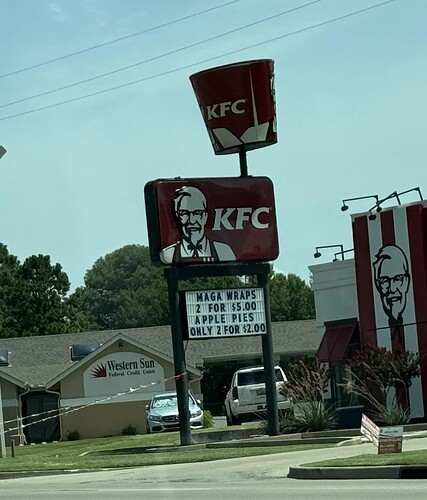 KFC
KFC
MAGA WRAPS
2 FOR $5.00
APPLE PIES
ONLY 2 FOR $2.00
Western Sun
Federal Credit Union